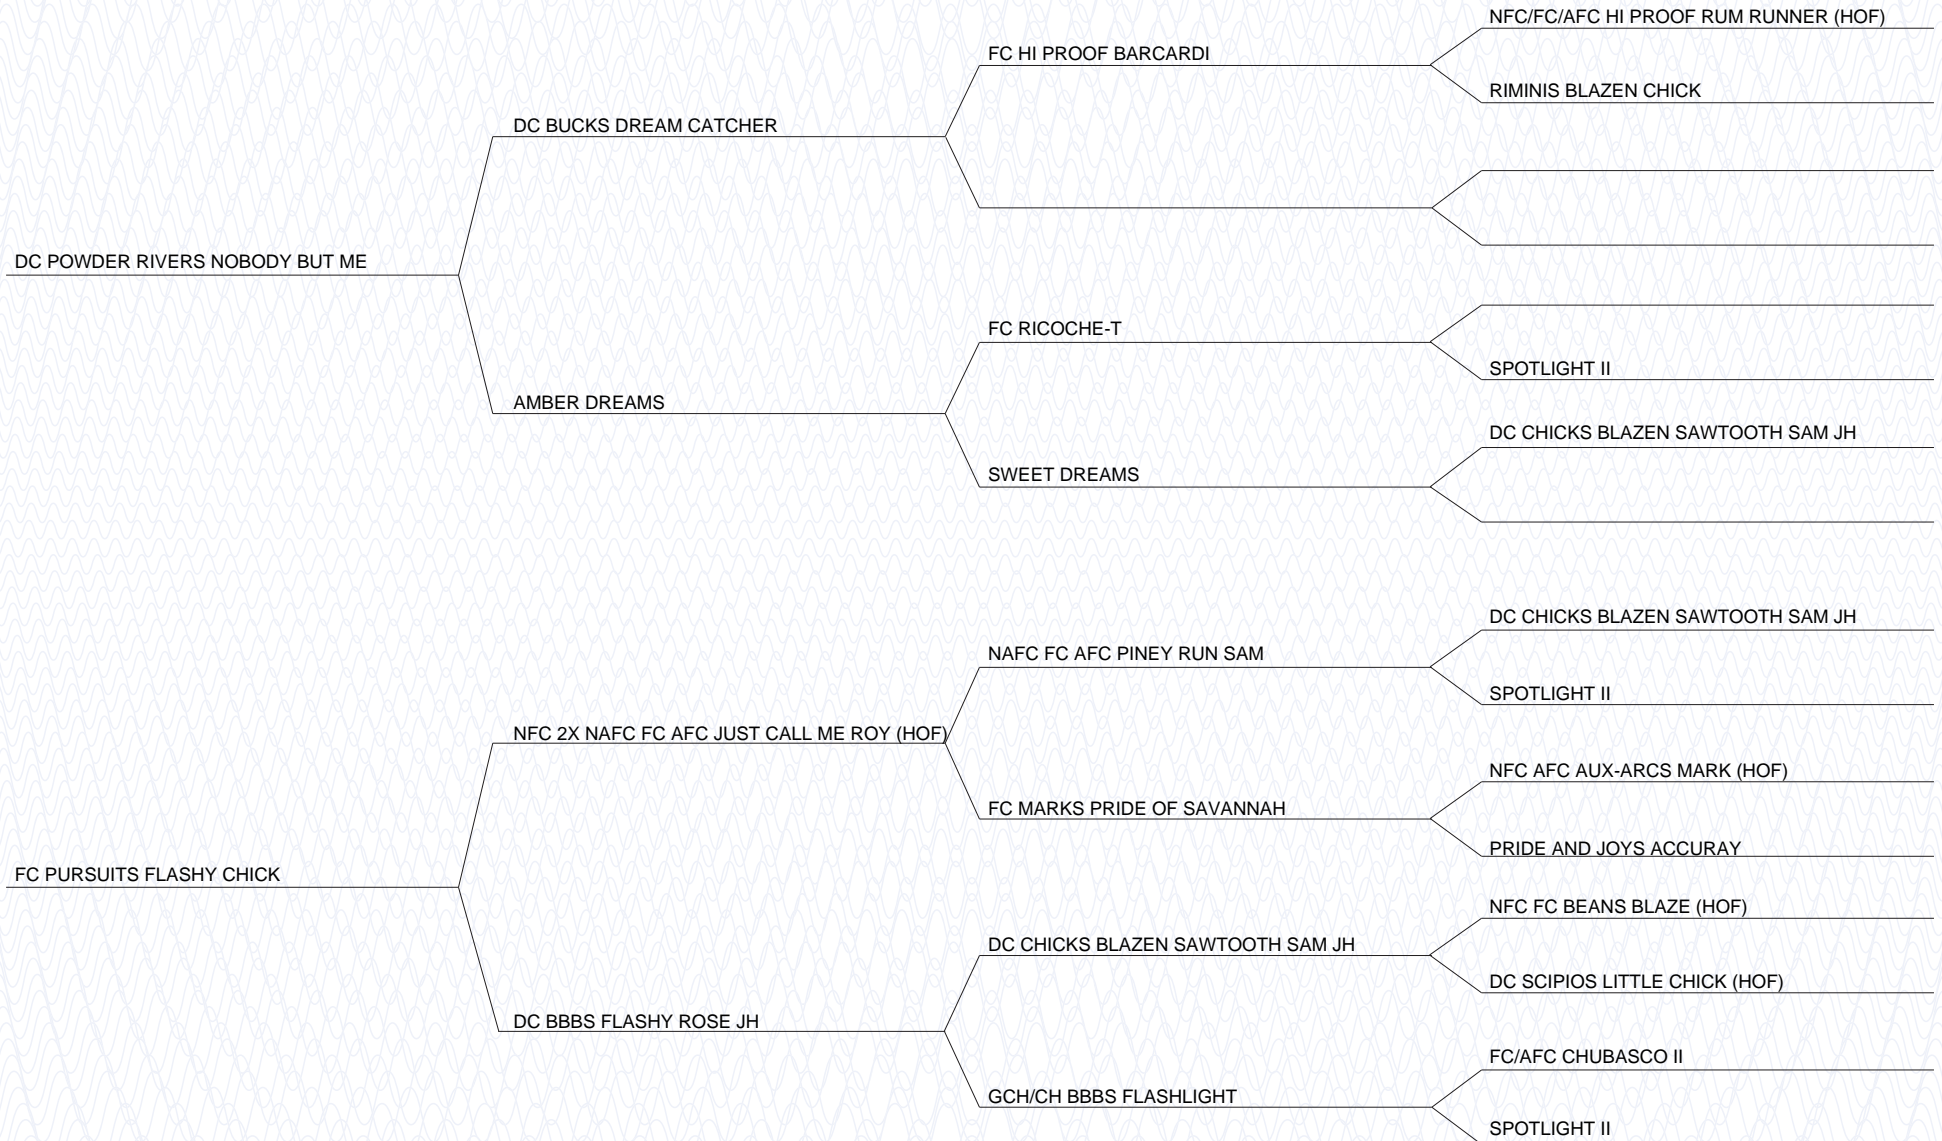 NFC/FC/AFC HI PROOF RUM RUNNER (HOF)
FC HI PROOF BARCARDI
RIMINIS BLAZEN CHICK
DC BUCKS DREAM CATCHER
DC POWDER RIVERS NOBODY BUT ME
FC RICOCHE-T
SPOTLIGHT II
AMBER DREAMS
DC CHICKS BLAZEN SAWTOOTH SAM JH
SWEET DREAMS
DC CHICKS BLAZEN SAWTOOTH SAM JH
NAFC FC AFC PINEY RUN SAM
SPOTLIGHT II
NFC 2X NAFC FC AFC JUST CALL ME ROY (HOF)
NFC AFC AUX-ARCS MARK (HOF)
FC MARKS PRIDE OF SAVANNAH
PRIDE AND JOYS ACCURAY
FC PURSUITS FLASHY CHICK
NFC FC BEANS BLAZE (HOF)
DC CHICKS BLAZEN SAWTOOTH SAM JH
DC SCIPIOS LITTLE CHICK (HOF)
DC BBBS FLASHY ROSE JH
FC/AFC CHUBASCO II
GCH/CH BBBS FLASHLIGHT
SPOTLIGHT II